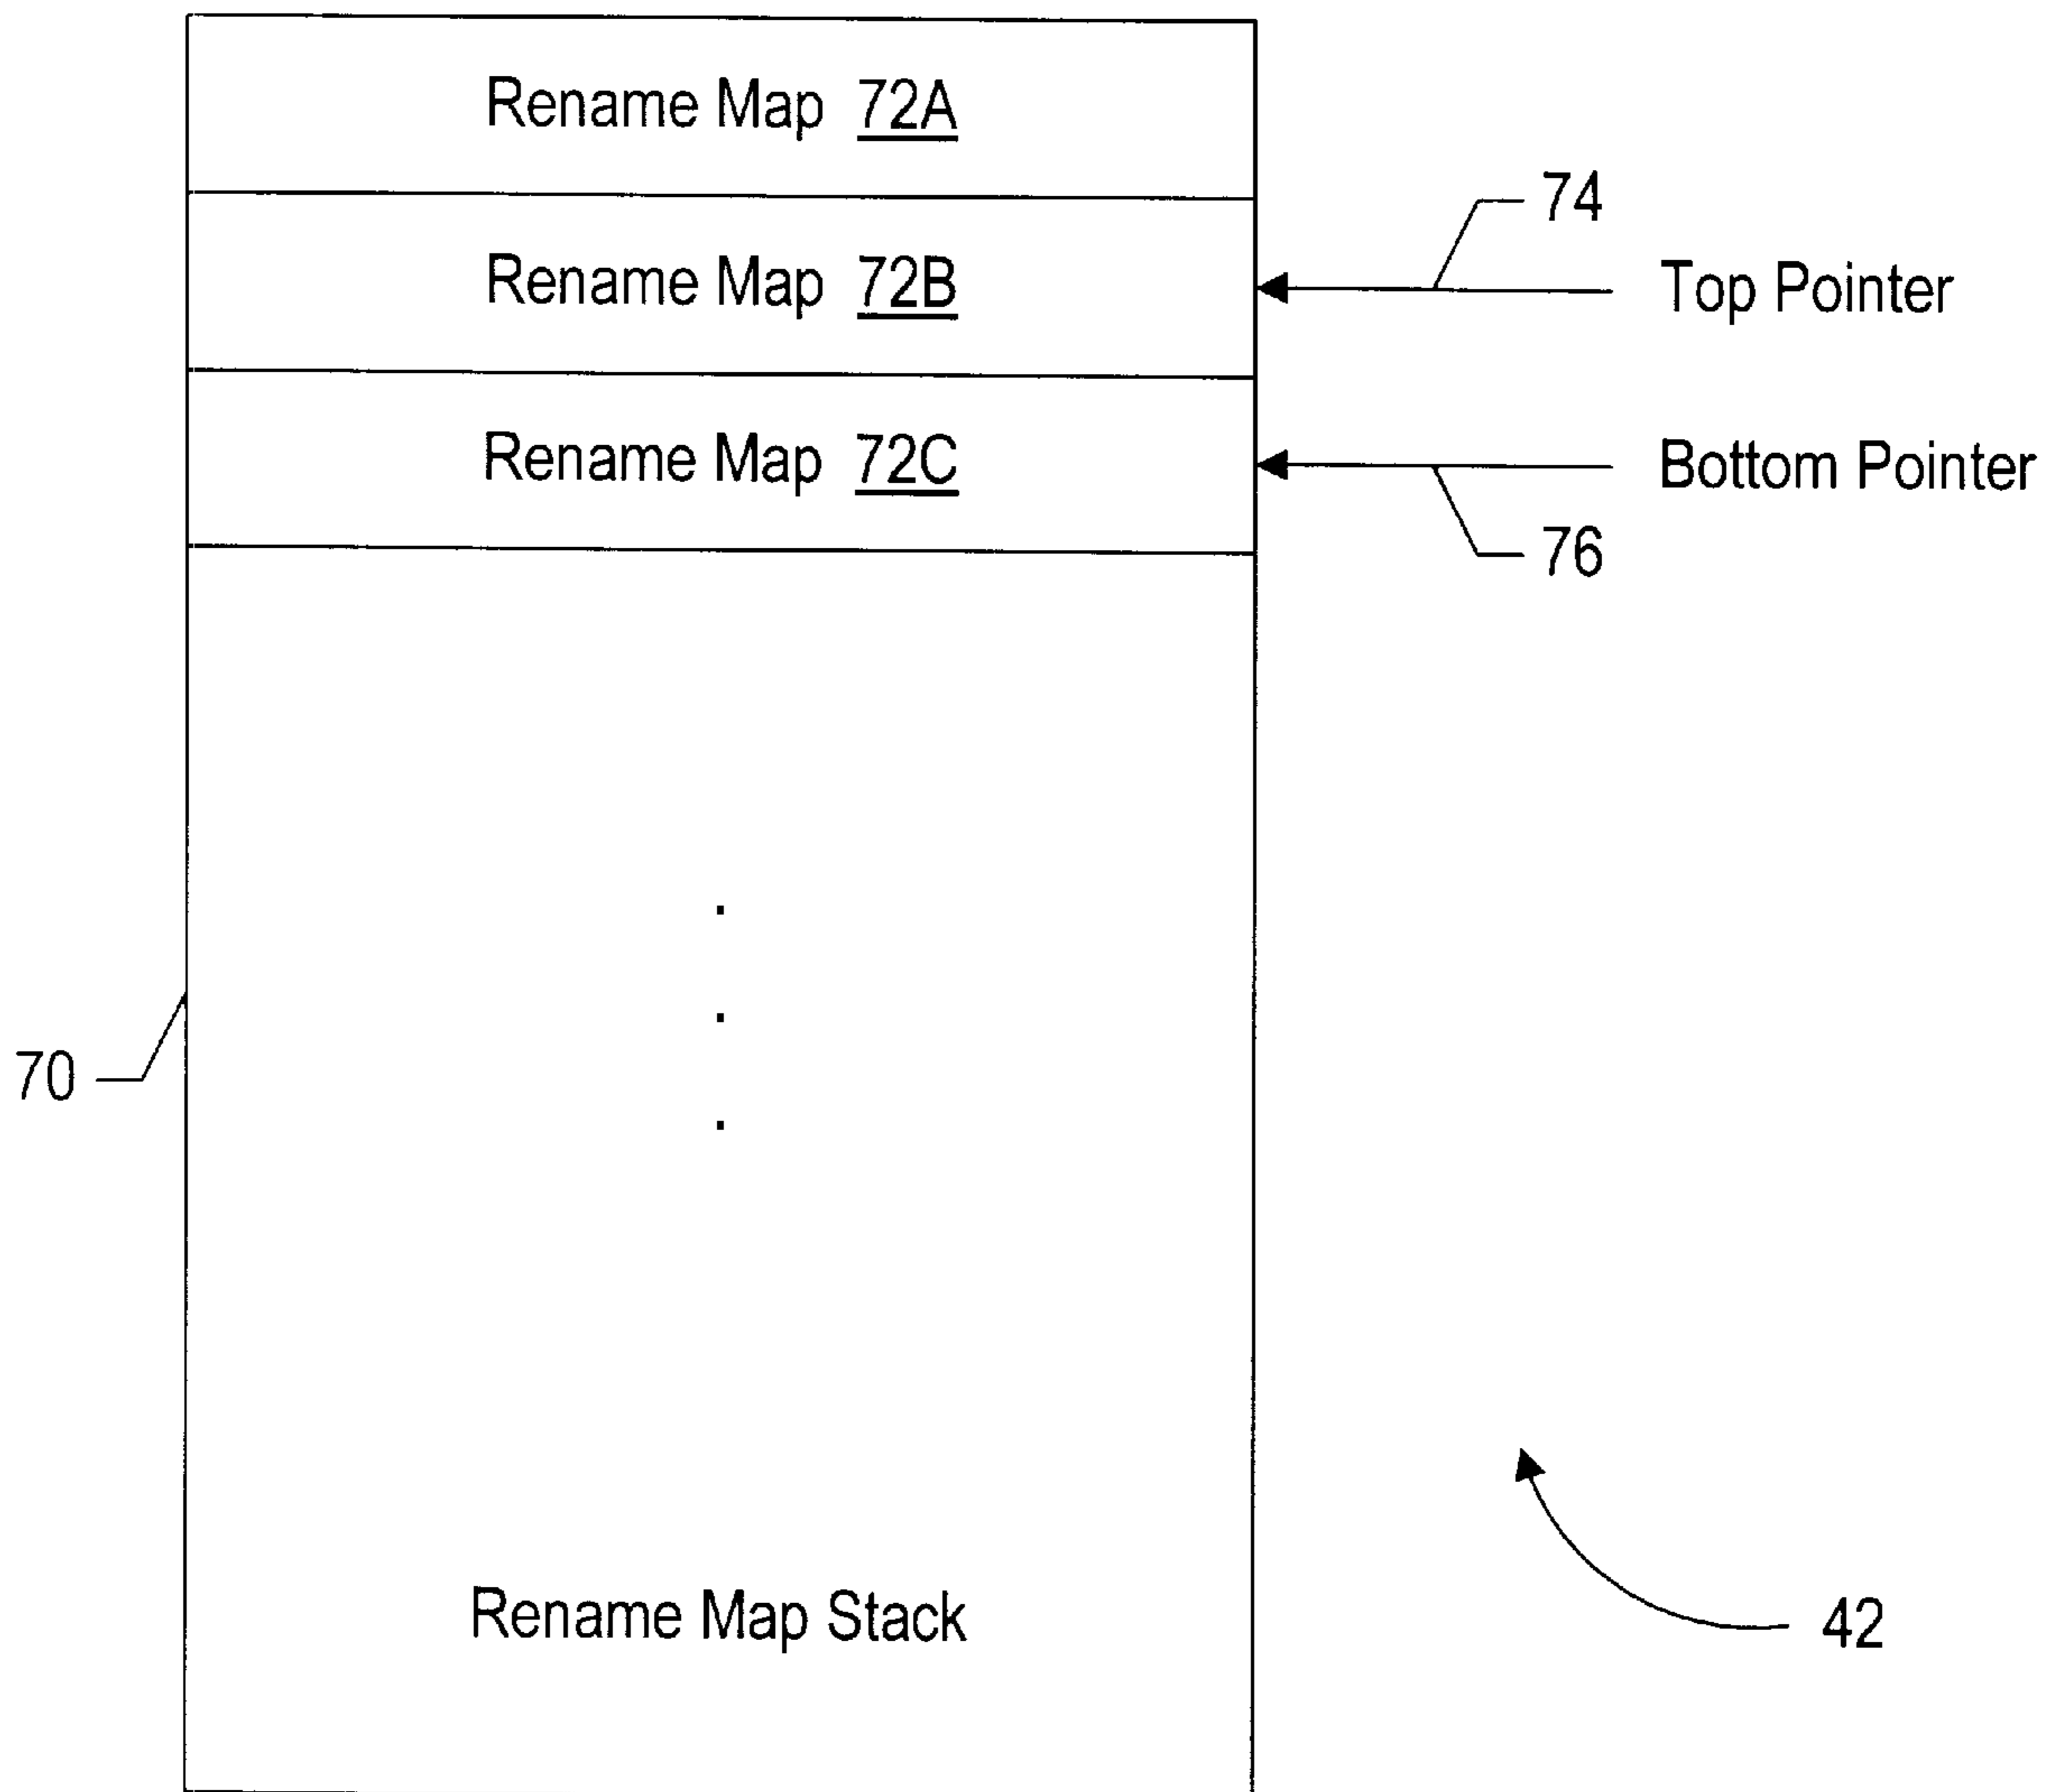 Rename Map 72A
74
Rename Map 72B
Top Pointer
Rename Map 72C
Bottom Pointer
76
.
.
.
70
Rename Map Stack
42